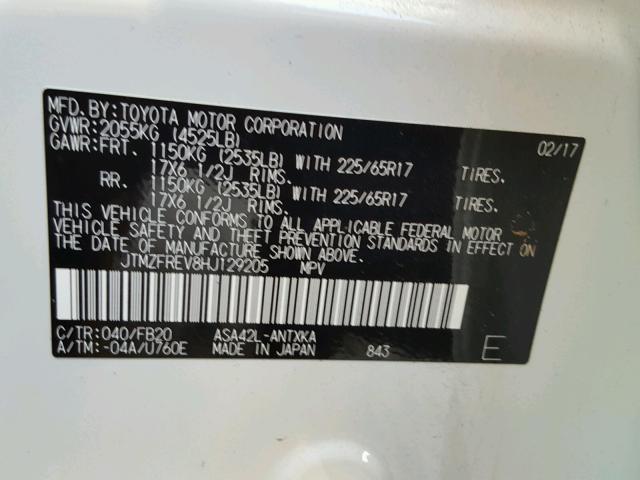 MFD.BY:TOYOTA MOTOR CORPORATION 02/17
GVWR:2055KG (4525LB)
GAWR:FRT. 1150KG (2535LB) WITH 225/65R17 TIRES.
17X6 1/2J RIMS.
RR. 1150KG (2535LB) WITH 225/65R17 TIRES.
17X6 1/2J RIMS.
THIS VEHICLE CONFORMS TO ALL APPLICABLE FEDERAL MOTOR
VEHICLE SAFETY AND THEFT PREVENTION STANDARDS IN EFFECT ON
THE DATE OF MANUFACTURE SHOWN ABOVE.
JTMZFREV8HJ129205 MPV
C/TR:040/FB20 ASA42L-ANTXKA
A/TM:-04A/U760E MADE IN JAPAN 843 E